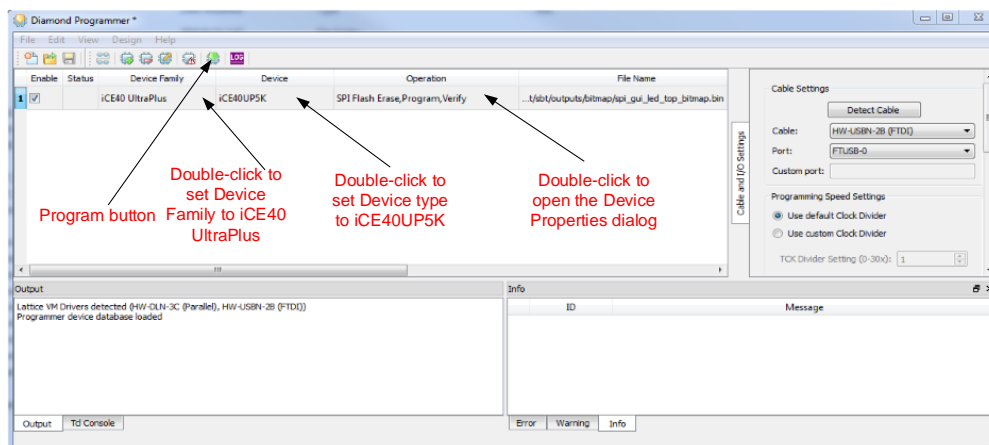 Diamond Programmer *
File Edit View Design Help
LOG
Enable Status Device Family Device Operation File Name
1 iCE40 UltraPlus iCE40UP5K SPI Flash Erase,Program,Verify ...t/sbt/outputs/bitmap/spi_gui_led_top_bitmap.bin
Program button
Double-click to
set Device
Family to iCE40
UltraPlus
Double-click to
set Device type
to iCE40UP5K
Double-click to
open the Device
Properties dialog
Cable and I/O Settings
Cable Settings
Detect Cable
Cable: HW-USBN-2B (FTDI)
Port: FTUSB-0
Custom port:
Programming Speed Settings
Use default Clock Divider
Use custom Clock Divider
TCK Divider Setting (0-30x): 1
Output
Lattice VM Drivers detected (HW-DLN-3C (Parallel), HW-USBN-2B (FTDI))
Programmer device database loaded
Output Tcl Console
Info
ID Message
Error Warning Info